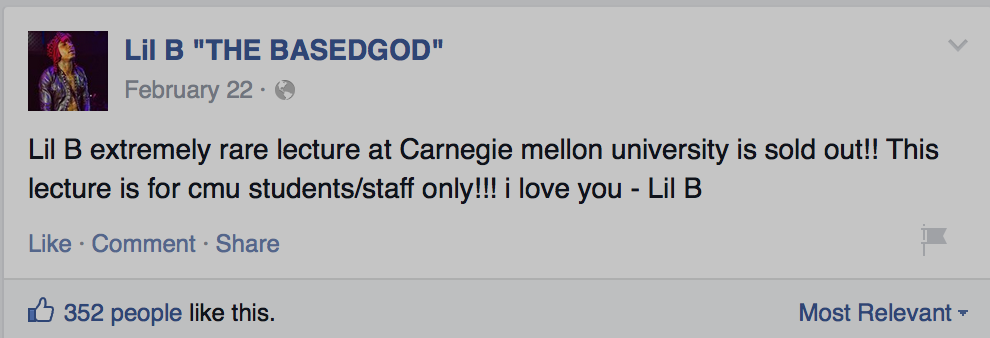 Lil B "THE BASEDGOD"
February 22 ·
Lil B extremely rare lecture at Carnegie mellon university is sold out!! This
lecture is for cmu students/staff only!!! i love you - Lil B
Like · Comment · Share
352 people like this.
Most Relevant